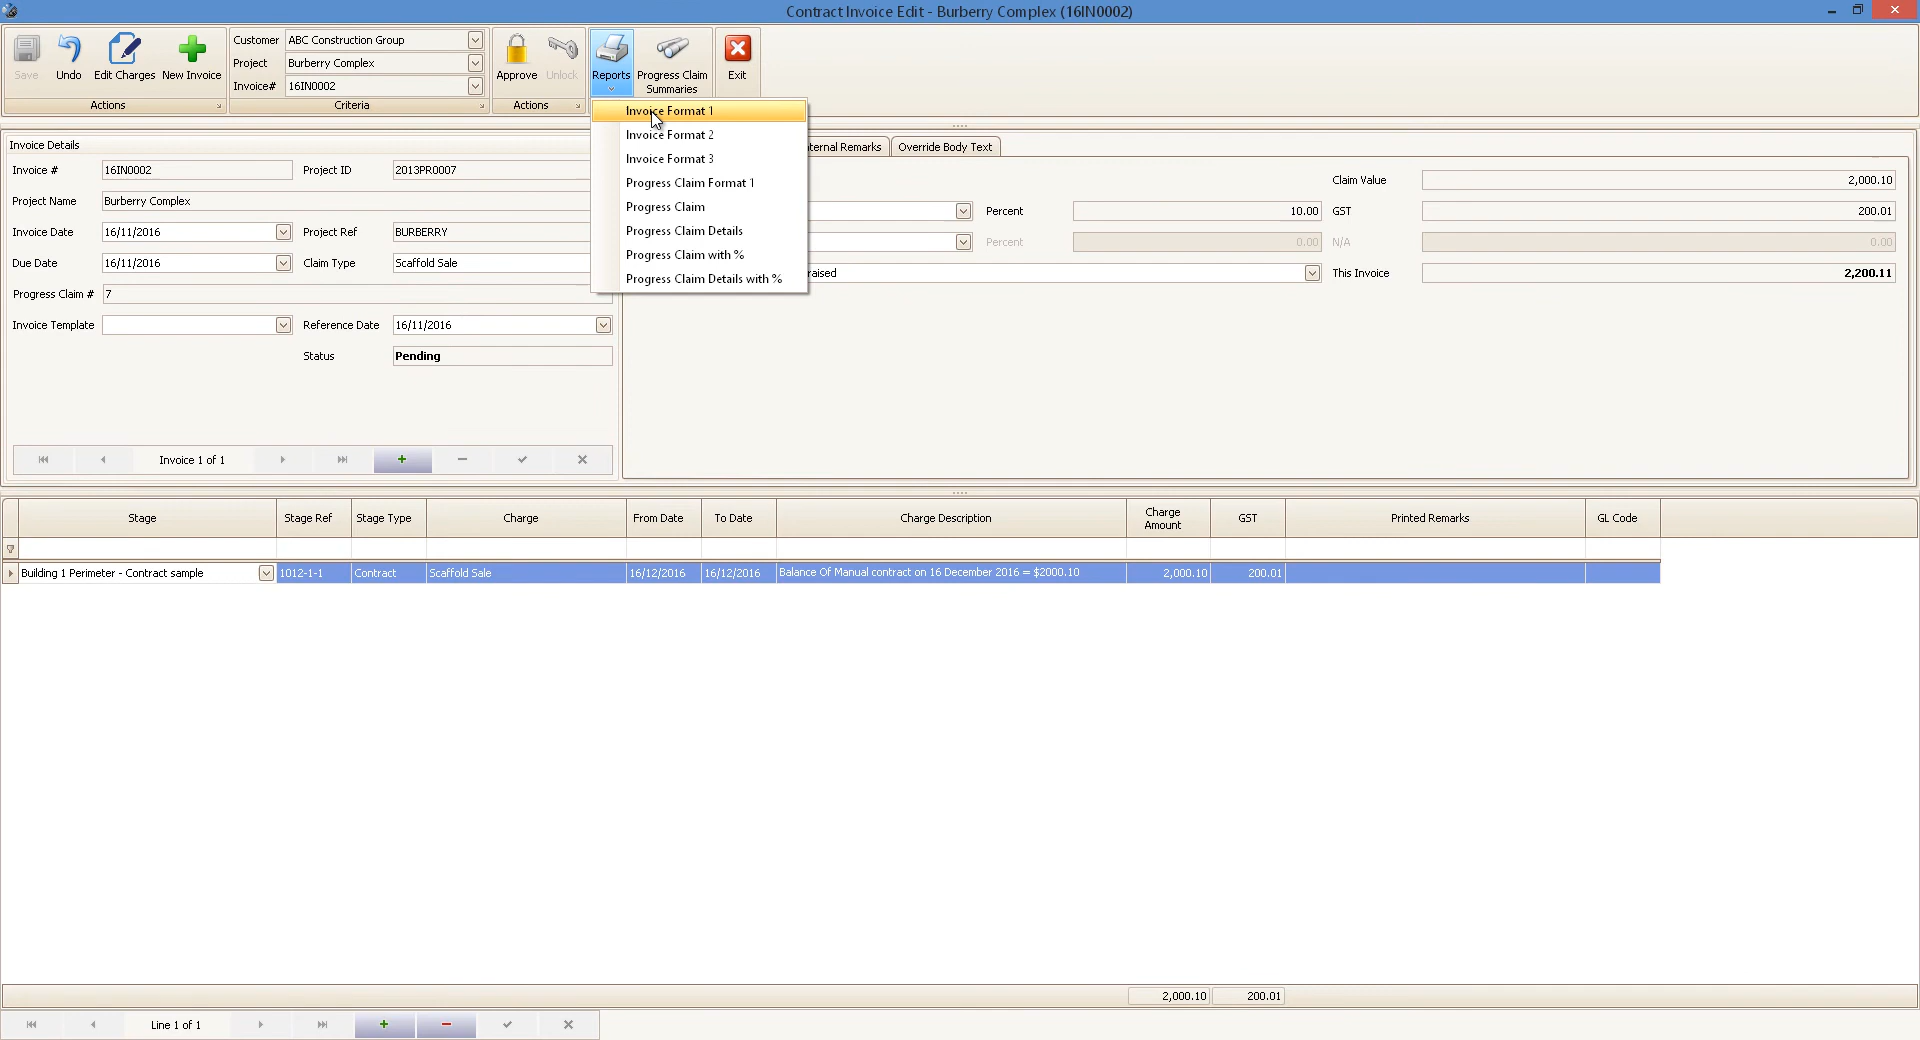 Contract Invoice Edit - Burberry Complex (16IN0002)
Save
Undo
Edit Charges
New Invoice
Actions
Customer ABC Construction Group
Project Burberry Complex
Invoice# 16IN0002
Criteria
Approve
Unlock
Actions
Reports
Progress Claim
Summaries
Exit
Invoice Format 1
Invoice Format 2
Invoice Format 3
Progress Claim Format 1
Progress Claim
Progress Claim Details
Progress Claim with %
Progress Claim Details with %
Invoice Details
Invoice # 16IN0002 Project ID 2013PR0007
Project Name Burberry Complex
Invoice Date 16/11/2016 Project Ref BURBERRY
Due Date 16/11/2016 Claim Type Scaffold Sale
Progress Claim # 7
Invoice Template Reference Date 16/11/2016
Status Pending
Invoice 1 of 1
Remarks Override Body Text
Claim Value 2,000.10
Percent 10.00 GST 200.01
Percent 0.00 N/A 0.00
raised This Invoice 2,200.11
Stage Stage Ref Stage Type Charge From Date To Date Charge Description Charge Amount GST Printed Remarks GL Code
Building 1 Perimeter - Contract sample 1012-1-1 Contract Scaffold Sale 16/12/2016 16/12/2016 Balance Of Manual contract on 16 December 2016 = $2000.10 2,000.10 200.01
2,000.10 200.01
Line 1 of 1